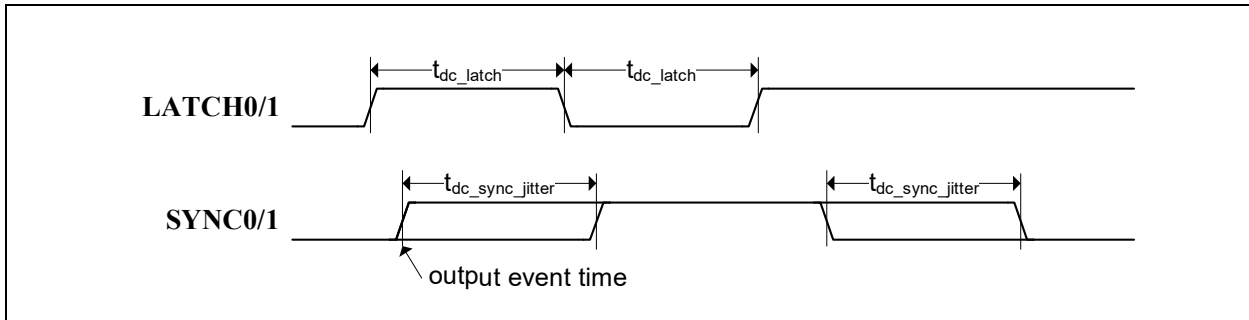 t_dc_latch t_dc_latch
LATCH0/1
t_dc_sync_jitter t_dc_sync_jitter
SYNC0/1
output event time